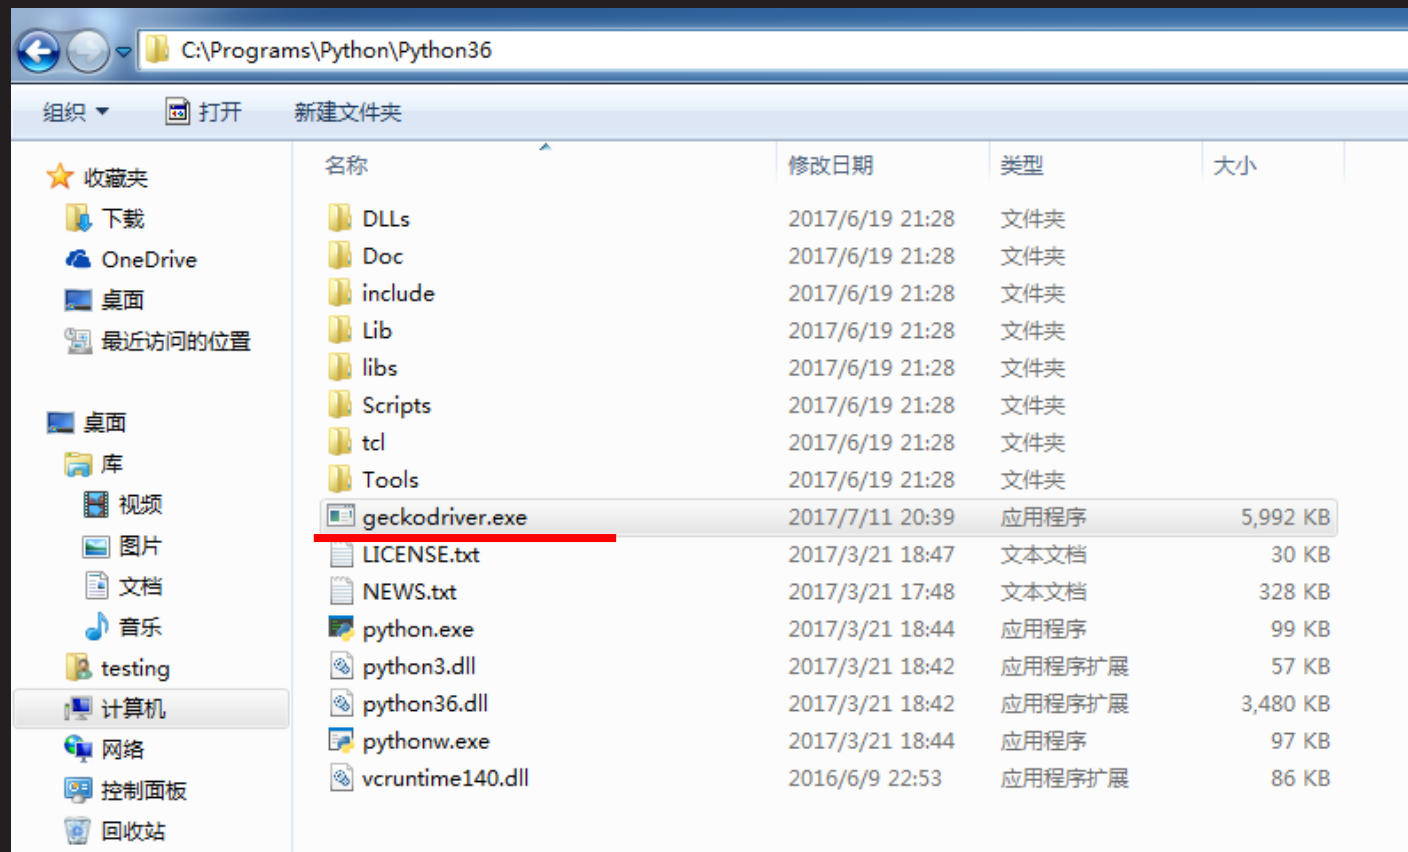 C:\Programs\Python\Python36
组织 打开 新建文件夹
收藏夹
下载
OneDrive
桌面
最近访问的位置
桌面
库
视频
图片
文档
音乐
testing
计算机
网络
控制面板
回收站
名称 修改日期 类型 大小
DLLs 2017/6/19 21:28 文件夹
Doc 2017/6/19 21:28 文件夹
include 2017/6/19 21:28 文件夹
Lib 2017/6/19 21:28 文件夹
libs 2017/6/19 21:28 文件夹
Scripts 2017/6/19 21:28 文件夹
tcl 2017/6/19 21:28 文件夹
Tools 2017/6/19 21:28 文件夹
geckodriver.exe 2017/7/11 20:39 应用程序 5,992 KB
LICENSE.txt 2017/3/21 18:47 文本文档 30 KB
NEWS.txt 2017/3/21 17:48 文本文档 328 KB
python.exe 2017/3/21 18:44 应用程序 99 KB
python3.dll 2017/3/21 18:42 应用程序扩展 57 KB
python36.dll 2017/3/21 18:42 应用程序扩展 3,480 KB
pythonw.exe 2017/3/21 18:44 应用程序 97 KB
vcruntime140.dll 2016/6/9 22:53 应用程序扩展 86 KB